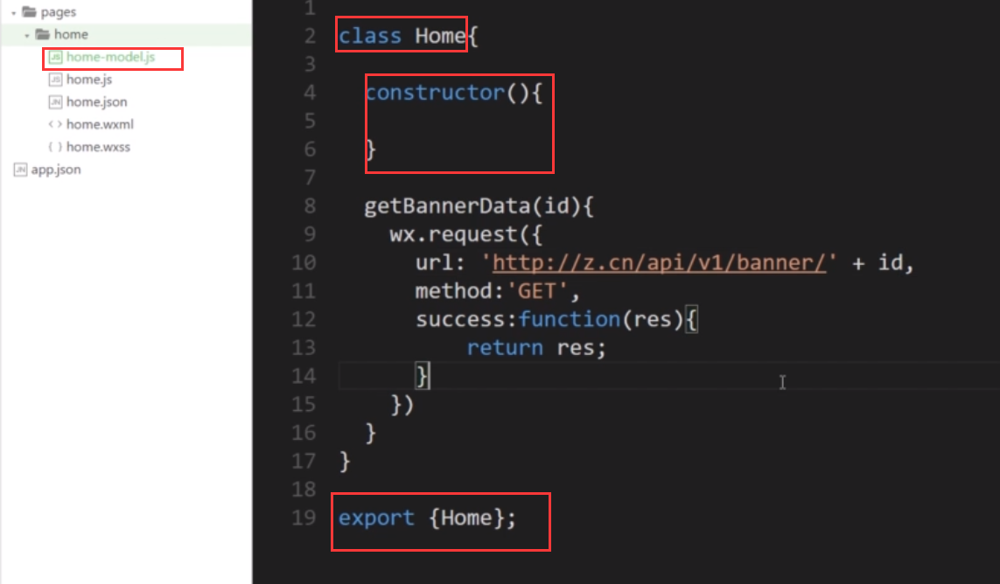 pages
home
home-model.js
home.js
home.json
home.wxml
home.wxss
app.json
1
2 class Home{
3
4 constructor(){
5
6 }
7
8 getBannerData(id){
9 wx.request({
10 url: 'http://z.cn/api/v1/banner/' + id,
11 method:'GET',
12 success:function(res){
13 return res;
14 }
15 })
16 }
17 }
18
19 export {Home};